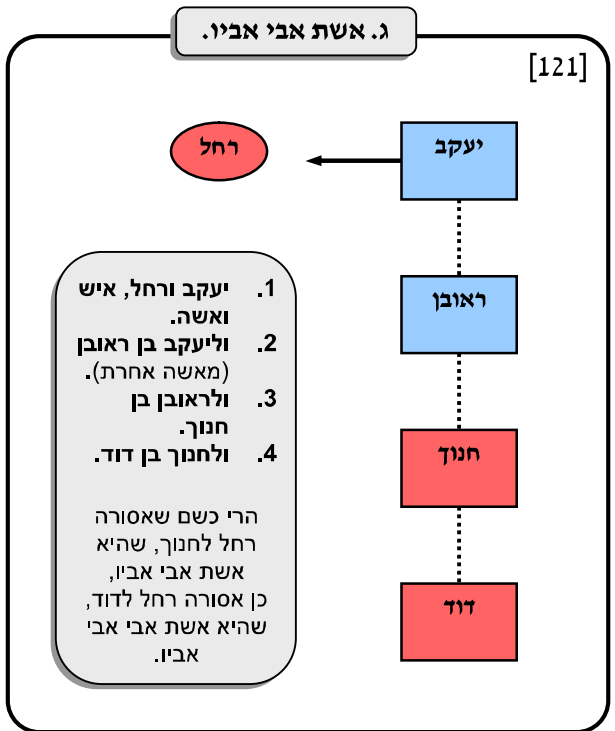 ג. אשת אבי אביו.
[121]
יעקב
רחל
ראובן
חנוך
דוד
1. יעקב ורחל, איש
ואשה.
2. וליעקב בן ראובן
(מאשה אחרת).
3. ולראובן בן
חנוך.
4. ולחנוך בן דוד.
הרי כשם שאסורה
רחל לחנוך, שהיא
אשת אבי אביו,
כן אסורה רחל לדוד,
שהיא אשת אבי אבי
אביו.